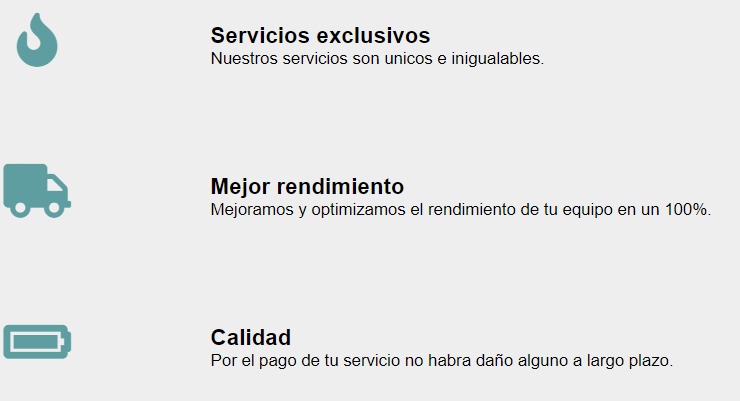 Servicios exclusivos
Nuestros servicios son unicos e inigualables.
Mejor rendimiento
Mejoramos y optimizamos el rendimiento de tu equipo en un 100%.
Calidad
Por el pago de tu servicio no habra daño alguno a largo plazo.